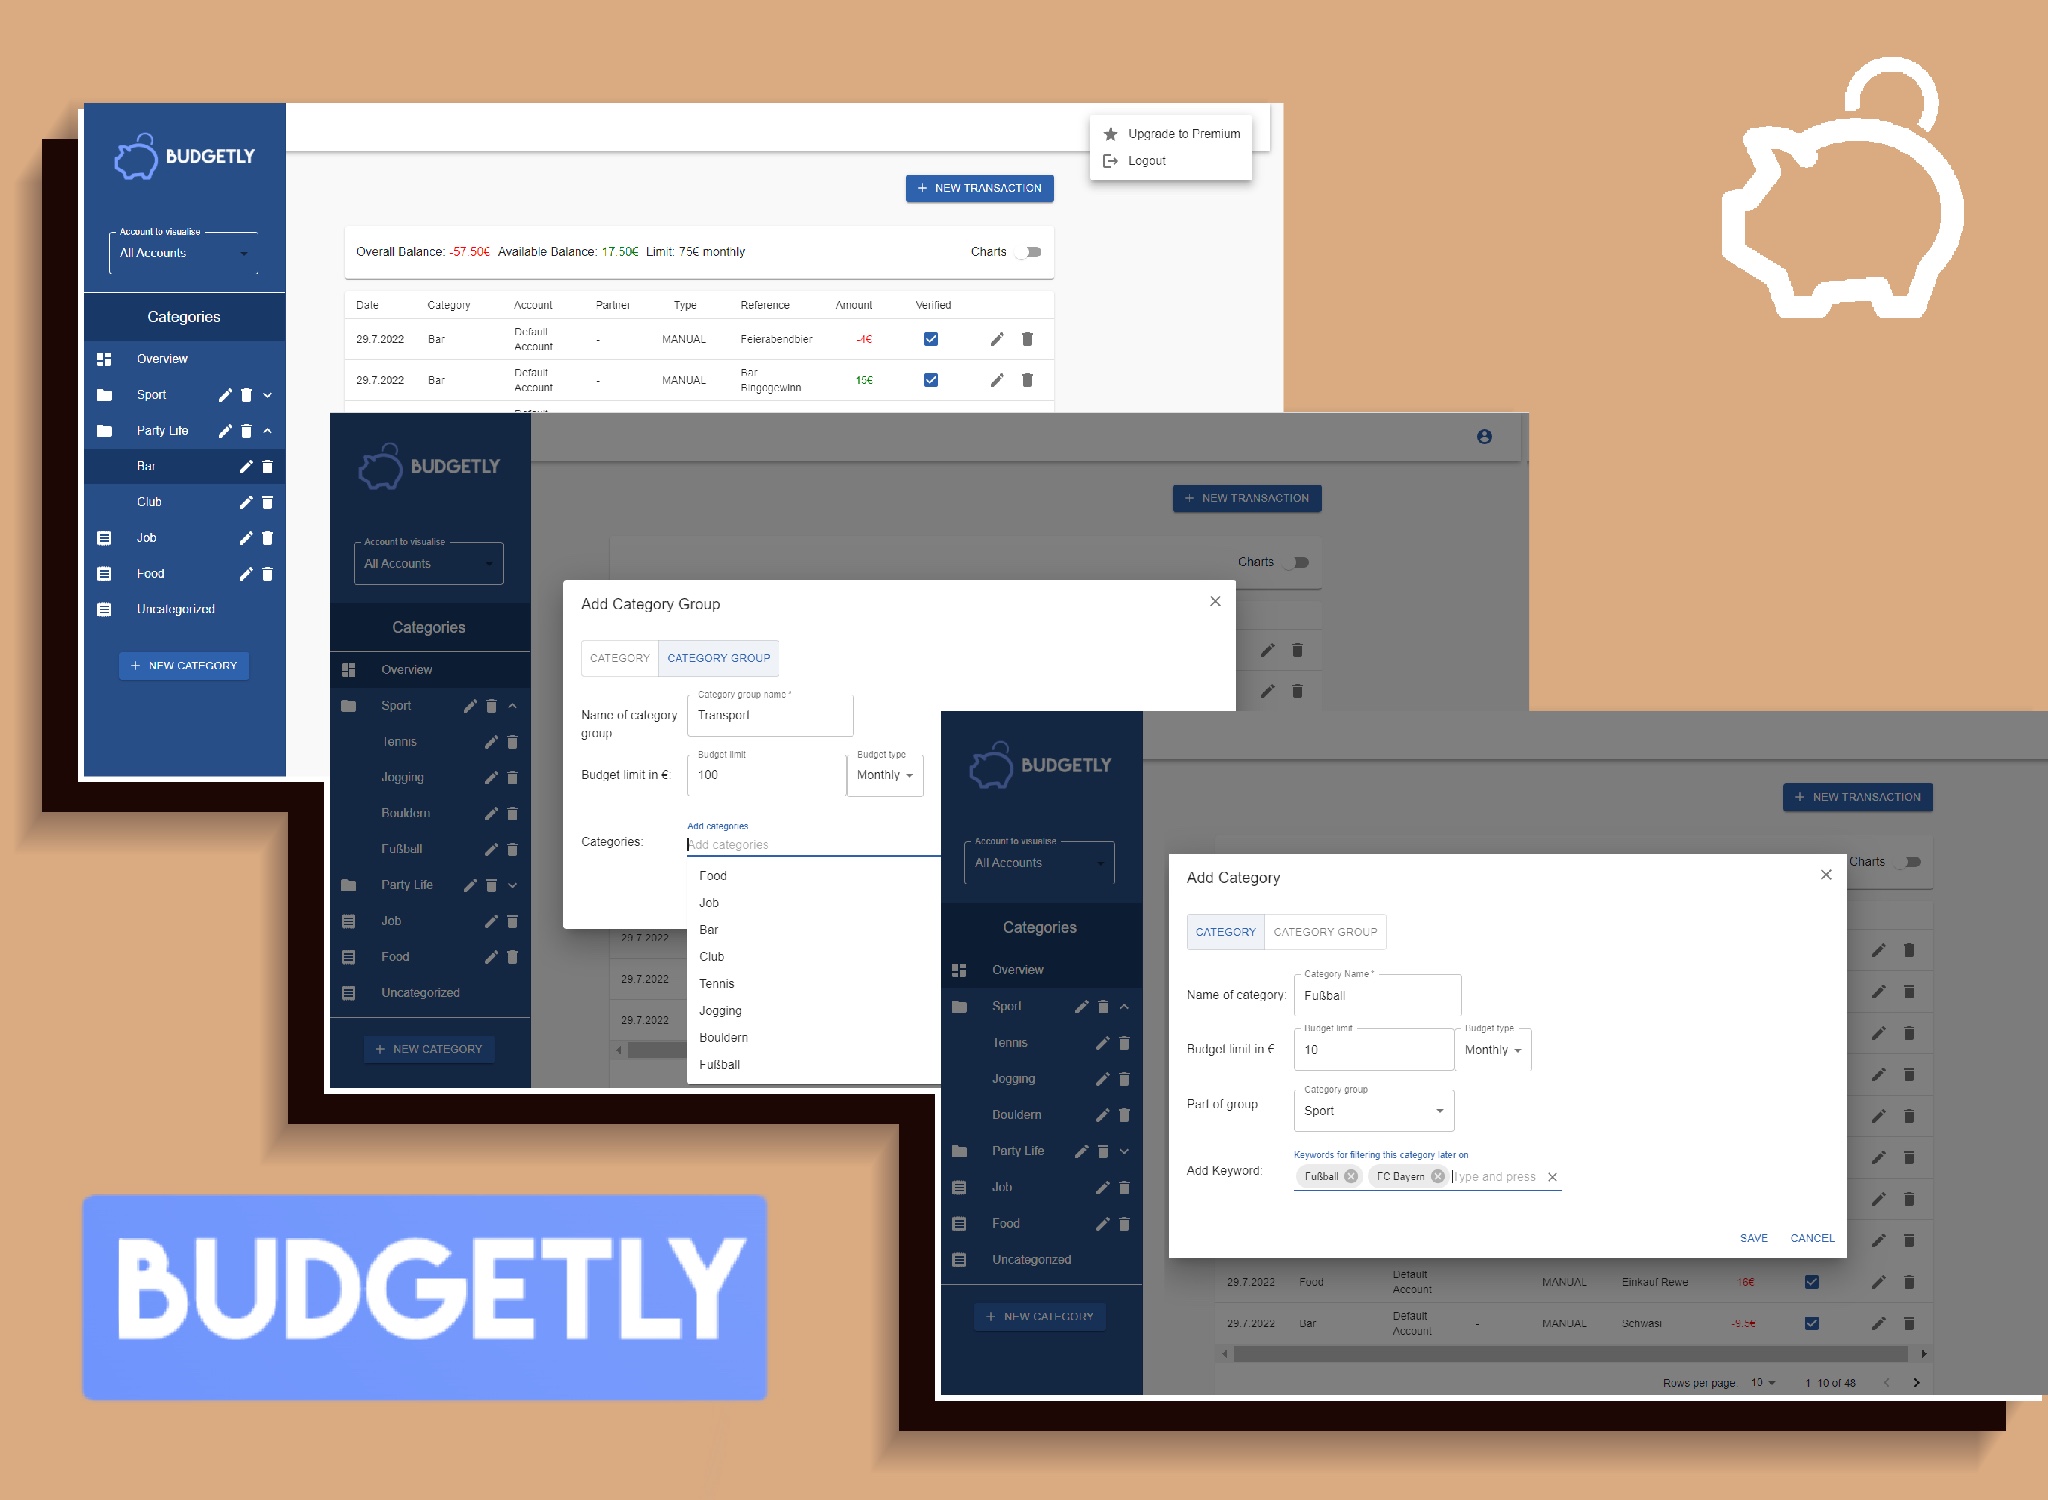 BUDGETLY
Upgrade to Premium
Logout
+ NEW TRANSACTION
Account to visualise
All Accounts
Overall Balance: -57.50€ Available Balance: 17.50€ Limit: 75€ monthly
Charts
Categories
Overview
Sport
Party Life
Bar
Club
Job
Food
Uncategorized
+ NEW CATEGORY
Date Category Account Partner Type Reference Amount Verified
29.7.2022 Bar Default Account - MANUAL Feierabendbier -4€
29.7.2022 Bar Default Account - MANUAL Bar Bingogewinn 15€
BUDGETLY
+ NEW TRANSACTION
Account to visualise
All Accounts
Charts
Categories
Overview
Sport
Tennis
Jogging
Bouldern
Fußball
Party Life
Job
Food
Uncategorized
+ NEW CATEGORY
Add Category Group
CATEGORY CATEGORY GROUP
Category group name *
Name of category group
Transport
Budget limit
Budget type
Budget limit in €:
100
Monthly
Add categories
Categories:
Add categories
Food
Job
Bar
Club
Tennis
Jogging
Bouldern
Fußball
29.7.2022
29.7.2022
29.7.2022
BUDGETLY
+ NEW TRANSACTION
Account to visualise
All Accounts
Charts
Categories
Overview
Sport
Tennis
Jogging
Bouldern
Party Life
Job
Food
Uncategorized
+ NEW CATEGORY
Add Category
CATEGORY CATEGORY GROUP
Category Name *
Name of category:
Fußball
Budget limit
Budget type
Budget limit in €
10
Monthly
Category group
Part of group
Sport
Keywords for filtering this category later on
Add Keyword:
Fußball FC Bayern Type and press
SAVE CANCEL
29.7.2022 Food Default Account MANUAL Einkauf Rewe 16€
29.7.2022 Bar Default Account - MANUAL Schwasi -9.5€
Rows per page: 10 1–10 of 48
BUDGETLY